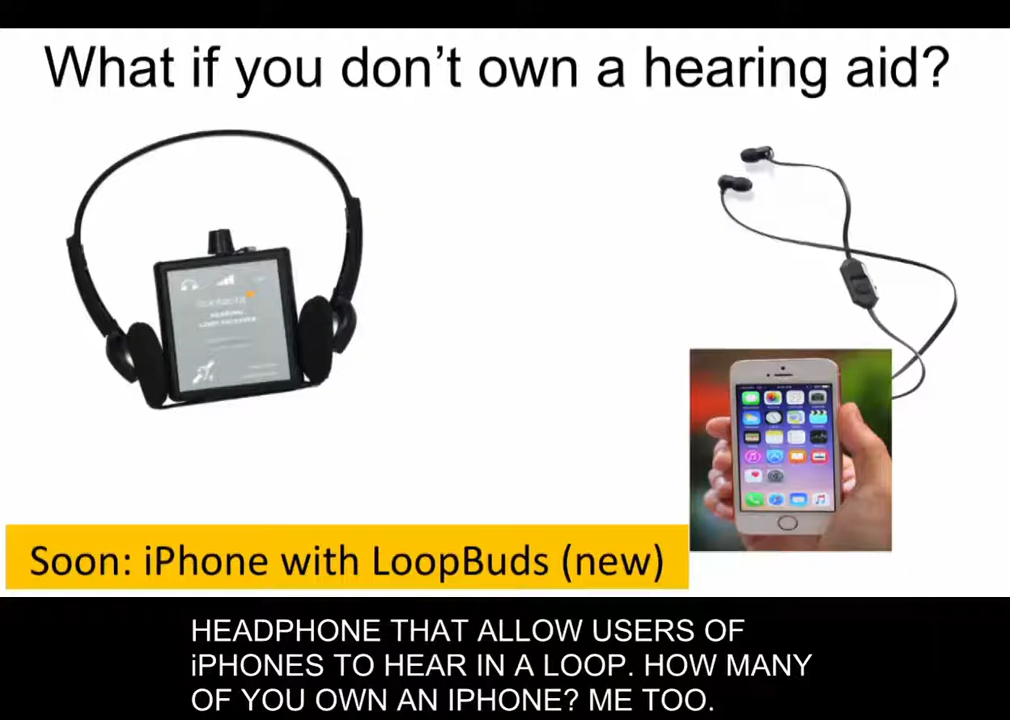 What if you don't own a hearing aid?
Soon: iPhone with LoopBuds (new)
HEADPHONE THAT ALLOW USERS OF
iPHONES TO HEAR IN A LOOP. HOW MANY
OF YOU OWN AN IPHONE? ME TOO.